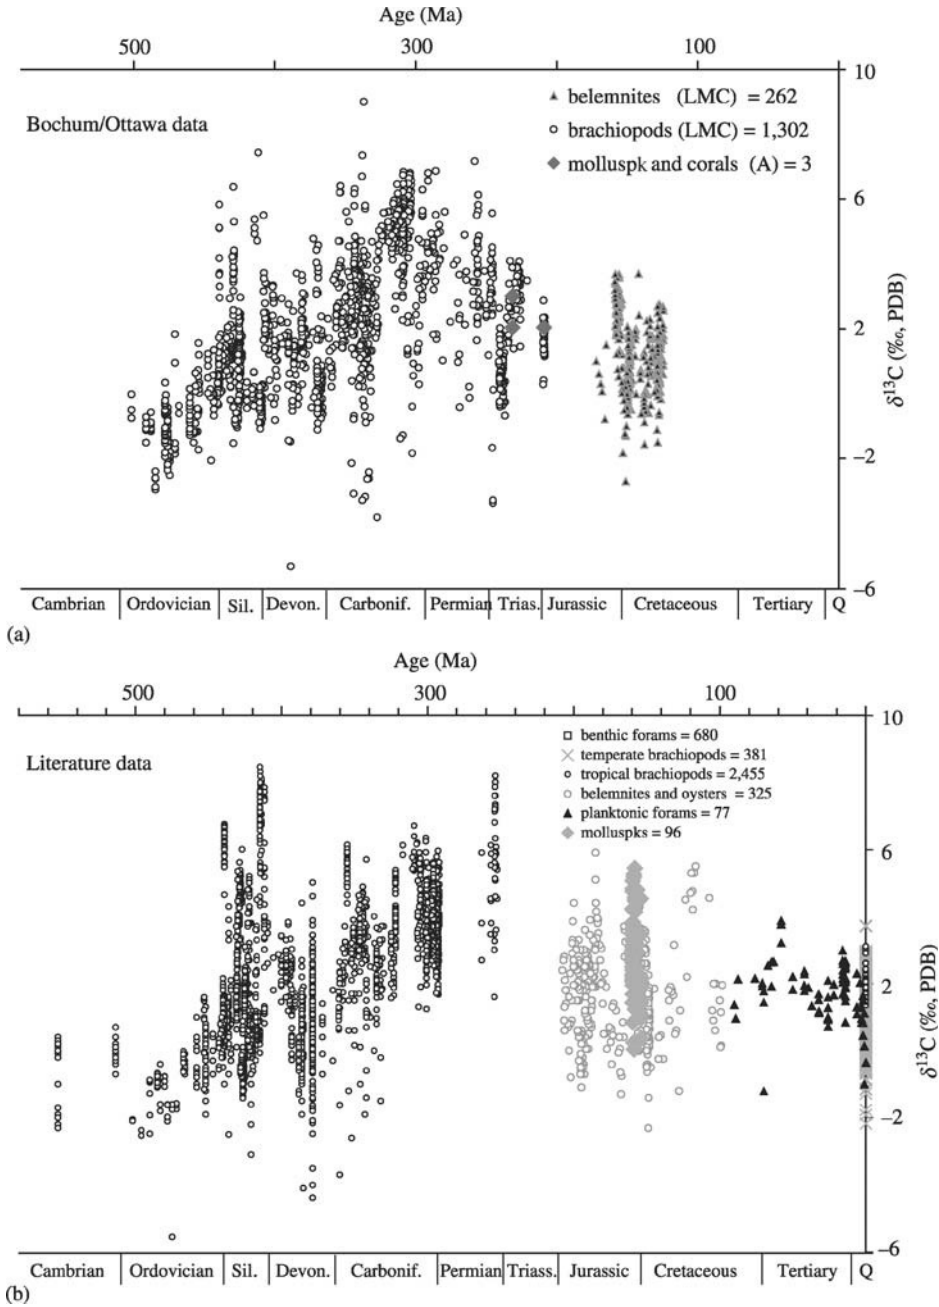 Age (Ma)
500 300 100
10
Bochum/Ottawa data
belemnites (LMC) = 262
brachiopods (LMC) = 1,302
molluspk and corals (A) = 3
6
2
–2
–6
δ¹³C (‰, PDB)
Cambrian Ordovician Sil. Devon. Carbonif. Permian Trias. Jurassic Cretaceous Tertiary Q
(a)
Age (Ma)
500 300 100
10
Literature data
benthic forams = 680
temperate brachiopods = 381
tropical brachiopods = 2,455
belemnites and oysters = 325
planktonic forams = 77
molluspks = 96
6
2
–2
–6
δ¹³C (‰, PDB)
Cambrian Ordovician Sil. Devon. Carbonif. Permian Triass. Jurassic Cretaceous Tertiary Q
(b)